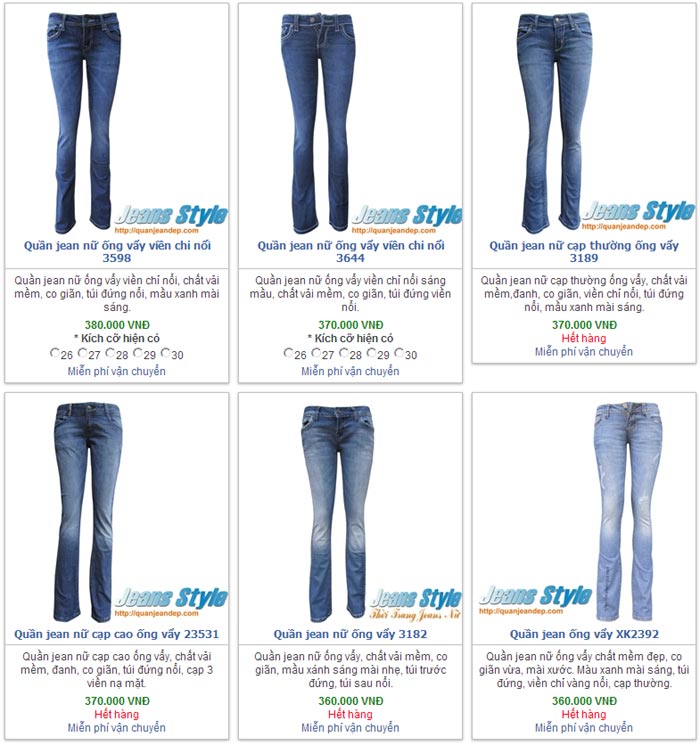 Jeans Style
http://quanjeandep.com
Quần jean nữ ống vẩy viền chỉ nổi
3598
Quần jean nữ ống vẩy viền chỉ nổi, chất vải
mềm, co giãn, túi đứng nổi, mầu xanh mài
sáng.
380.000 VNĐ
* Kích cỡ hiện có
26 27 28 29 30
Miễn phí vận chuyển
Jeans Style
http://quanjeandep.com
Quần jean nữ ống vẩy viền chỉ nổi
3644
Quần jean nữ ống vẩy viền chỉ nổi sáng
mầu, chất vải mềm, co giãn, túi đứng viền
nổi.
370.000 VNĐ
* Kích cỡ hiện có
26 27 28 29 30
Miễn phí vận chuyển
Jeans Style
http://quanjeandep.com
Quần jean nữ cạp thường ống vẩy
3189
Quần jean nữ cạp thường ống vẩy, chất vải
mềm,đanh, co giãn, viền chỉ nổi, túi đứng
nổi, mầu xanh mài sáng.
370.000 VNĐ
Hết hàng
Miễn phí vận chuyển
Jeans Style
http://quanjeandep.com
Quần jean nữ cạp cao ống vẩy 23531
Quần jean nữ cạp cao ống vẩy, chất vải
mềm, đanh, co giãn, túi đứng nổi, cạp 3
viền nạ mặt.
370.000 VNĐ
Hết hàng
Miễn phí vận chuyển
Jeans Style
Thời Trang Jeans Nữ
Quần jean nữ ống vẩy 3182
Quần jean nữ ống vẩy, chất vải mềm, co
giãn, mầu xánh sáng mài nhẹ, túi trước
đứng, túi sau nổi.
360.000 VNĐ
Hết hàng
Miễn phí vận chuyển
Jeans Style
http://quanjeandep.com
Quần jean ống vẩy XK2392
Quần jean nữ ống vẩy chất mềm đẹp, co
giãn vừa, mài xước. Màu xanh mài sáng, túi
đứng, viền chỉ vàng nổi, cạp thường.
360.000 VNĐ
Hết hàng
Miễn phí vận chuyển